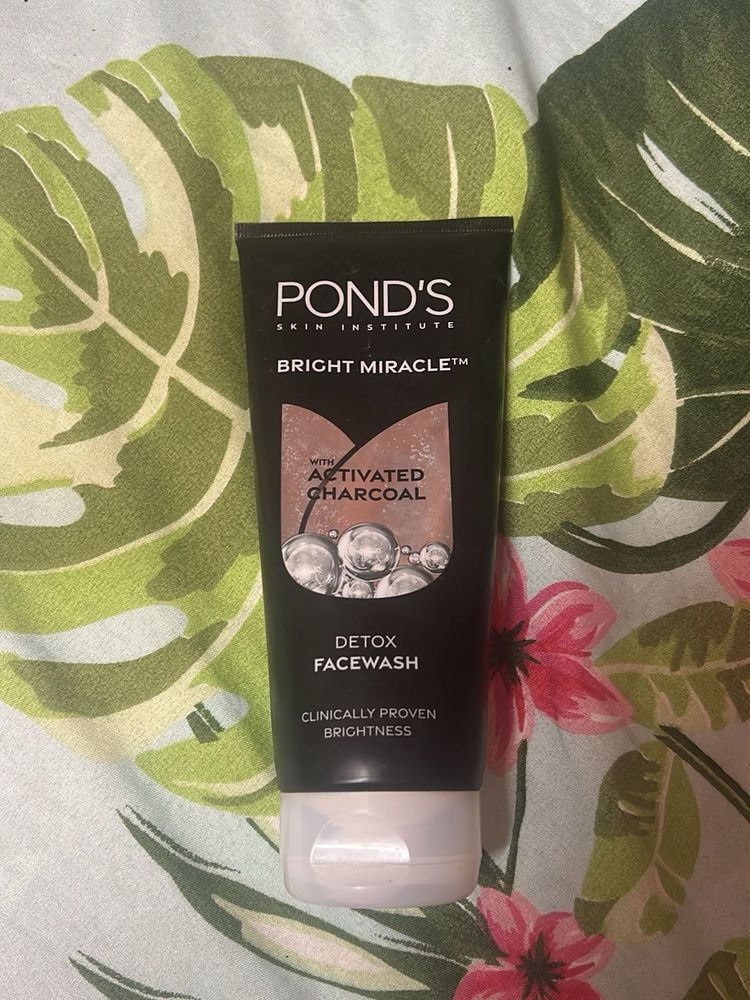 POND'S
SKIN INSTITUTE
BRIGHT MIRACLE™
WITH
ACTIVATED
CHARCOAL
DETOX
FACEWASH
CLINICALLY PROVEN
BRIGHTNESS